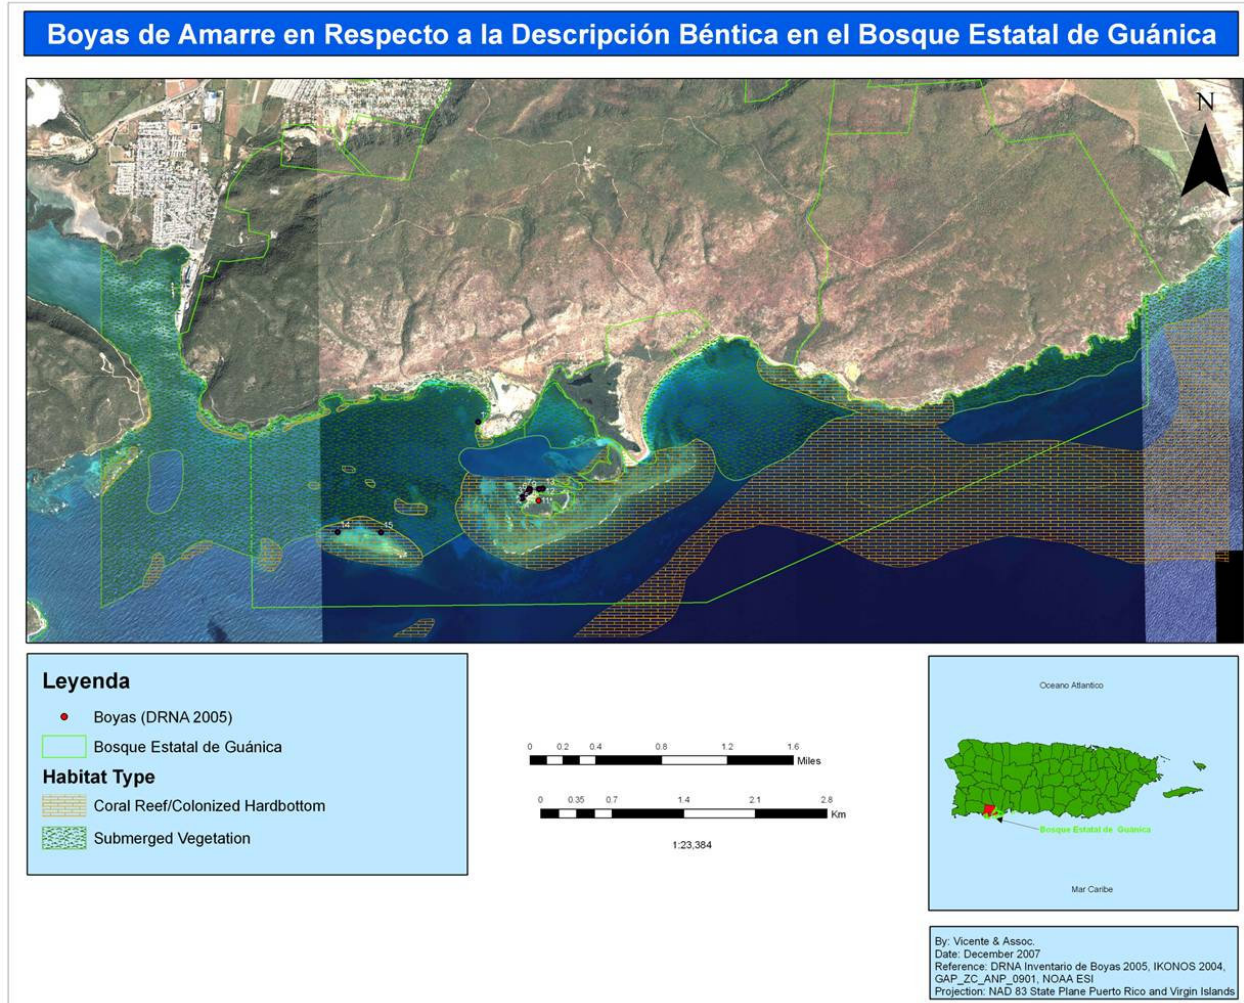 Boyas de Amarre en Respecto a la Descripción Béntica en el Bosque Estatal de Guánica
N
14
15
Leyenda
Boyas (DRNA 2005)
Bosque Estatal de Guánica
Habitat Type
Coral Reef/Colonized Hardbottom
Submerged Vegetation
0 0.2 0.4 0.8 1.2 1.6
Miles
0 0.35 0.7 1.4 2.1 2.8
Km
1:23,384
Oceano Atlantico
Bosque Estatal de Guánica
Mar Caribe
By: Vicente & Assoc.
Date: December 2007
Reference: DRNA Inventario de Boyas 2005, IKONOS 2004,
GAP_ZC_ANP_0901, NOAA ESI
Projection: NAD 83 State Plane Puerto Rico and Virgin Islands